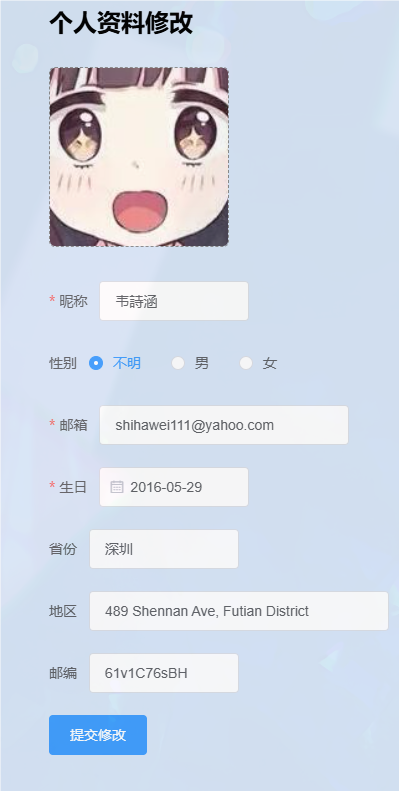 个人资料修改
* 昵称 韦詩涵
性别 不明 男 女
* 邮箱 shihawei111@yahoo.com
* 生日 2016-05-29
省份 深圳
地区 489 Shennan Ave, Futian District
邮编 61v1C76sBH
提交修改